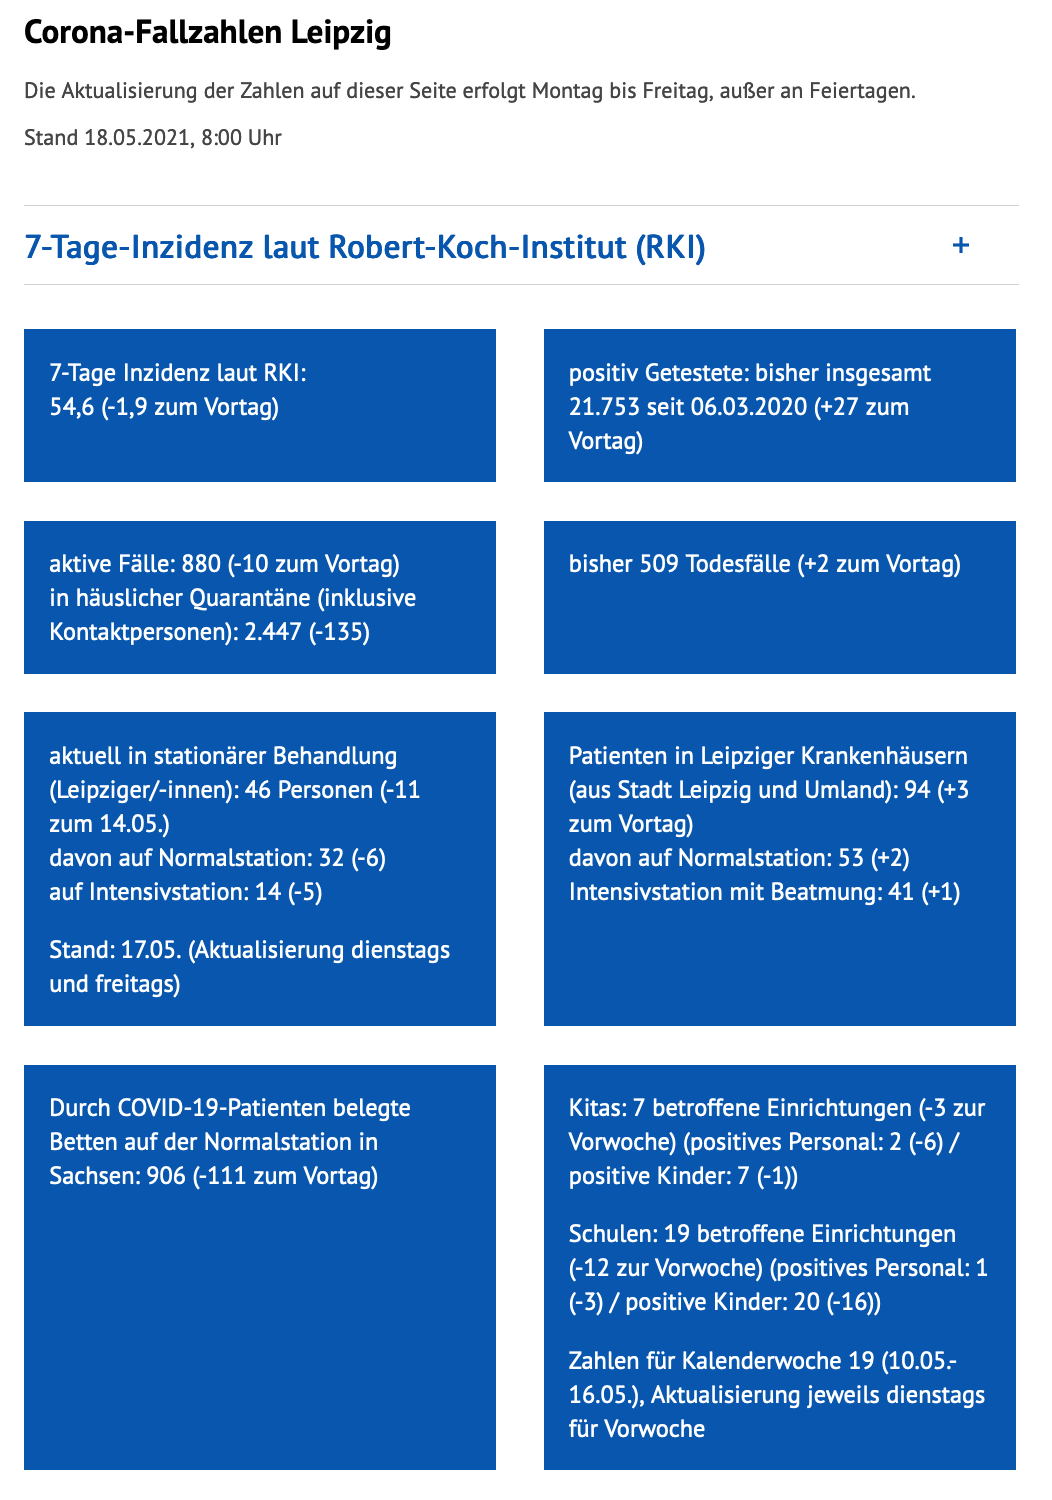 Corona-Fallzahlen Leipzig
Die Aktualisierung der Zahlen auf dieser Seite erfolgt Montag bis Freitag, außer an Feiertagen.
Stand 18.05.2021, 8:00 Uhr
7-Tage-Inzidenz laut Robert-Koch-Institut (RKI) +
7-Tage Inzidenz laut RKI:
54,6 (-1,9 zum Vortag)
positiv Getestete: bisher insgesamt
21.753 seit 06.03.2020 (+27 zum
Vortag)
aktive Fälle: 880 (-10 zum Vortag)
in häuslicher Quarantäne (inklusive
Kontaktpersonen): 2.447 (-135)
bisher 509 Todesfälle (+2 zum Vortag)
aktuell in stationärer Behandlung
(Leipziger/-innen): 46 Personen (-11
zum 14.05.)
davon auf Normalstation: 32 (-6)
auf Intensivstation: 14 (-5)
Stand: 17.05. (Aktualisierung dienstags
und freitags)
Patienten in Leipziger Krankenhäusern
(aus Stadt Leipzig und Umland): 94 (+3
zum Vortag)
davon auf Normalstation: 53 (+2)
Intensivstation mit Beatmung: 41 (+1)
Durch COVID-19-Patienten belegte
Betten auf der Normalstation in
Sachsen: 906 (-111 zum Vortag)
Kitas: 7 betroffene Einrichtungen (-3 zur
Vorwoche) (positives Personal: 2 (-6) /
positive Kinder: 7 (-1))
Schulen: 19 betroffene Einrichtungen
(-12 zur Vorwoche) (positives Personal: 1
(-3) / positive Kinder: 20 (-16))
Zahlen für Kalenderwoche 19 (10.05.-
16.05.), Aktualisierung jeweils dienstags
für Vorwoche